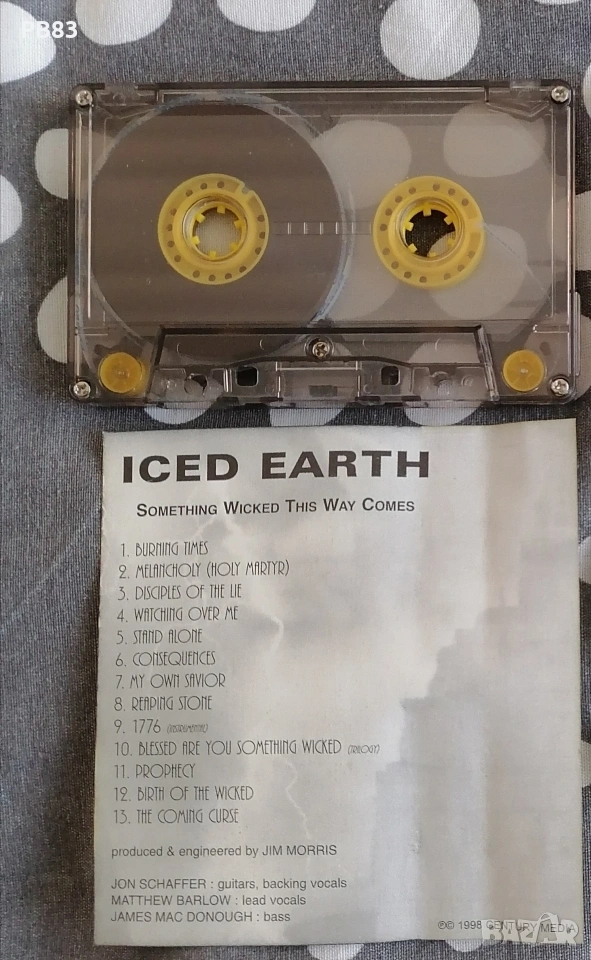 PB83
ICED EARTH
SOMETHING WICKED THIS WAY COMES
1. BURNING TIMES
2. MELANCHOLY (HOLY MARTYR)
3. DISCIPLES OF THE LIE
4. WATCHING OVER ME
5. STAND ALONE
6. CONSEQUENCES
7. MY OWN SAVIOR
8. REAPING STONE
9. 1776 (INSTRUMENTAL)
10. BLESSED ARE YOU SOMETHING WICKED (TRILOGY)
11. PROPHECY
12. BIRTH OF THE WICKED
13. THE COMING CURSE
produced & engineered by JIM MORRIS
JON SCHAFFER : guitars, backing vocals
MATTHEW BARLOW : lead vocals
JAMES MAC DONOUGH : bass
℗© 1998 CENTURY MEDIA
BAZAR